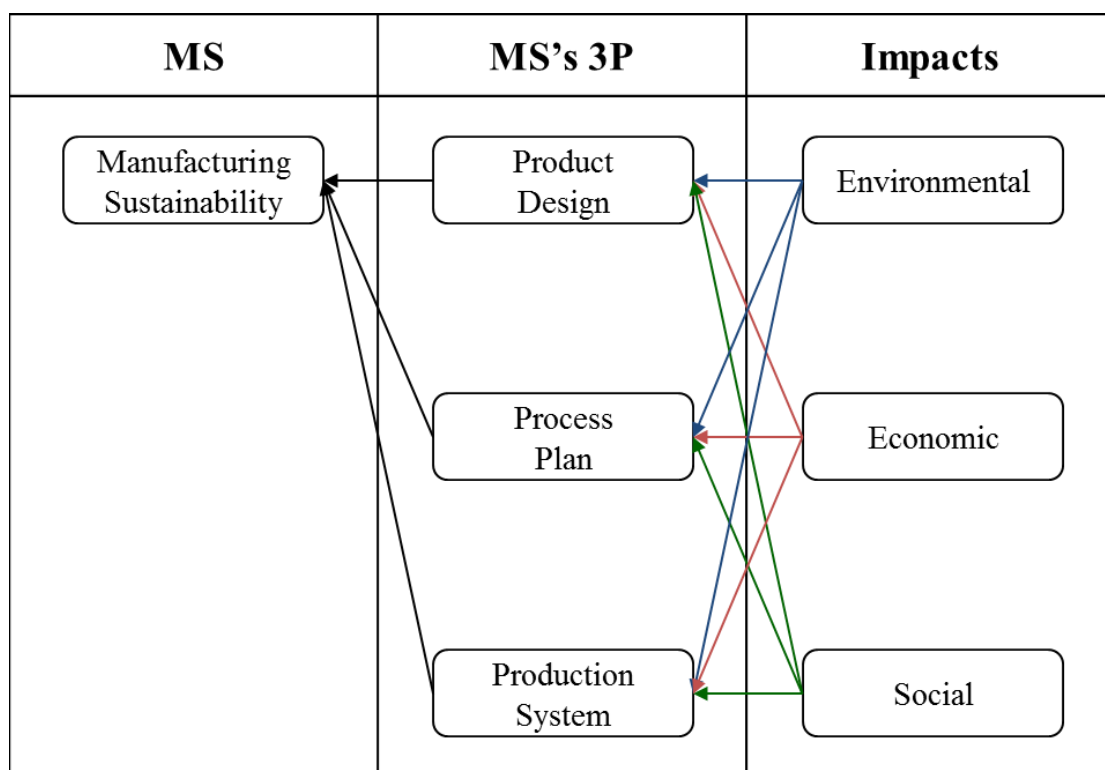 MS
MS's 3P
Impacts
Manufacturing
Sustainability
Product
Design
Environmental
Process
Plan
Economic
Production
System
Social